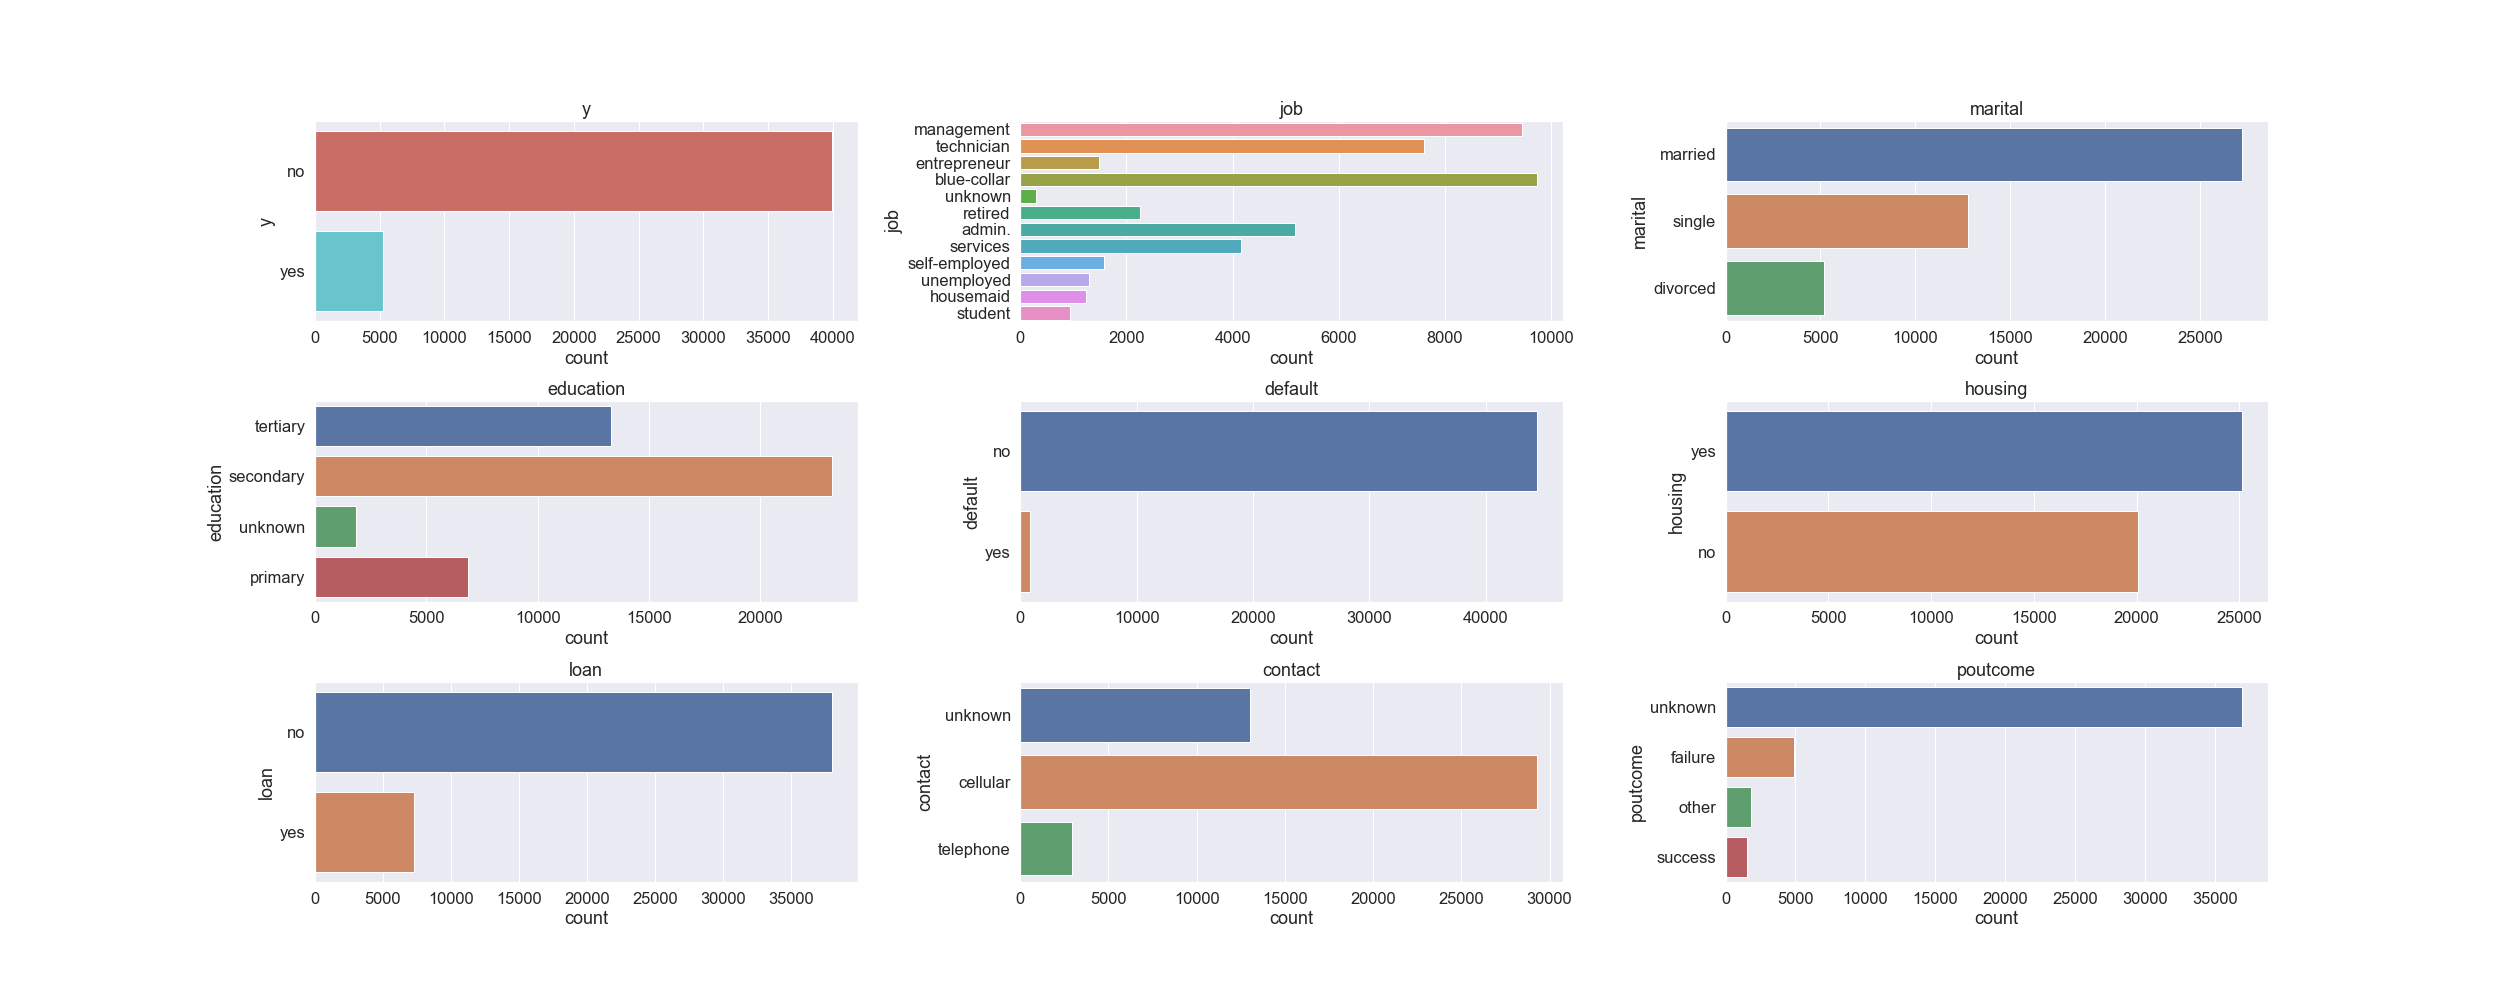 y
no
yes
y
0 5000 10000 15000 20000 25000 30000 35000 40000
count
job
management
technician
entrepreneur
blue-collar
unknown
retired
admin.
services
self-employed
unemployed
housemaid
student
job
0 2000 4000 6000 8000 10000
count
marital
married
single
divorced
marital
0 5000 10000 15000 20000 25000
count
education
tertiary
secondary
unknown
primary
education
0 5000 10000 15000 20000
count
default
no
yes
default
0 10000 20000 30000 40000
count
housing
yes
no
housing
0 5000 10000 15000 20000 25000
count
loan
no
yes
loan
0 5000 10000 15000 20000 25000 30000 35000
count
contact
unknown
cellular
telephone
contact
0 5000 10000 15000 20000 25000 30000
count
poutcome
unknown
failure
other
success
poutcome
0 5000 10000 15000 20000 25000 30000 35000
count